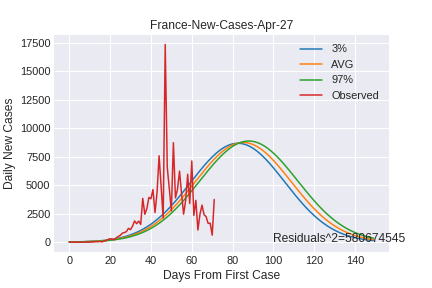 France-New-Cases-Apr-27
17500
15000
12500
10000
7500
5000
2500
0
Daily New Cases
3%
AVG
97%
Observed
Residuals^2=580674545
0 20 40 60 80 100 120 140
Days From First Case